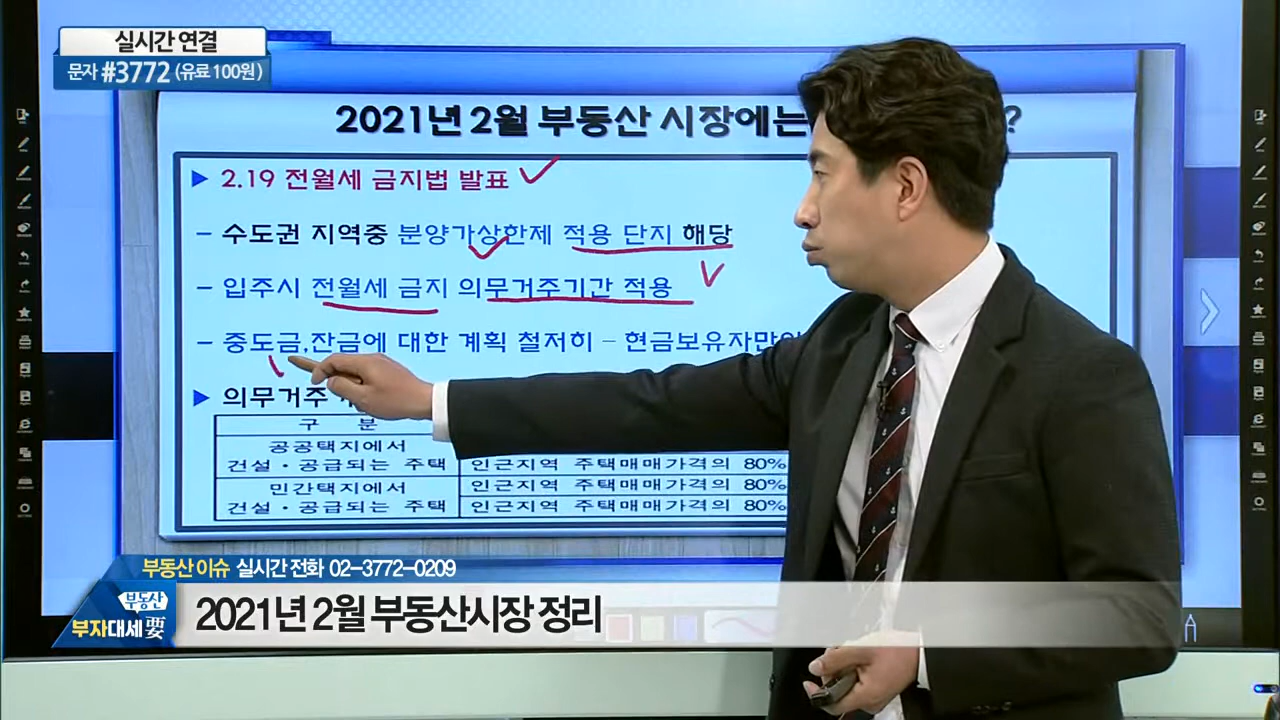 실시간 연결
문자 #3772 (유료 100원)
2021년 2월 부동산 시장에는 ?
▶ 2.19 전월세 금지법 발표
- 수도권 지역중 분양가상한제 적용 단지 해당
- 입주시 전월세 금지 의무거주기간 적용
- 중도금,잔금에 대한 계획 철저히 - 현금보유자만
▶ 의무거주
구 분
공공택지에서
건설·공급되는 주택
인근지역 주택매매가격의 80%
민간택지에서
인근지역 주택매매가격의 80%
건설·공급되는 주택
인근지역 주택매매가격의 80%
부동산 이슈 실시간 전화 02-3772-0209
부동산
부자대세 要
2021년 2월 부동산시장 정리